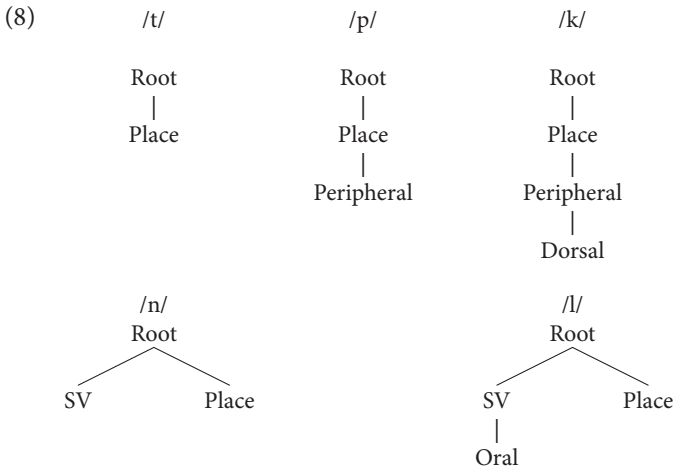 (8) /t/ /p/ /k/
Root Root Root
Place Place Place
Peripheral Peripheral
Dorsal
/n/ /l/
Root Root
SV Place SV Place
Oral